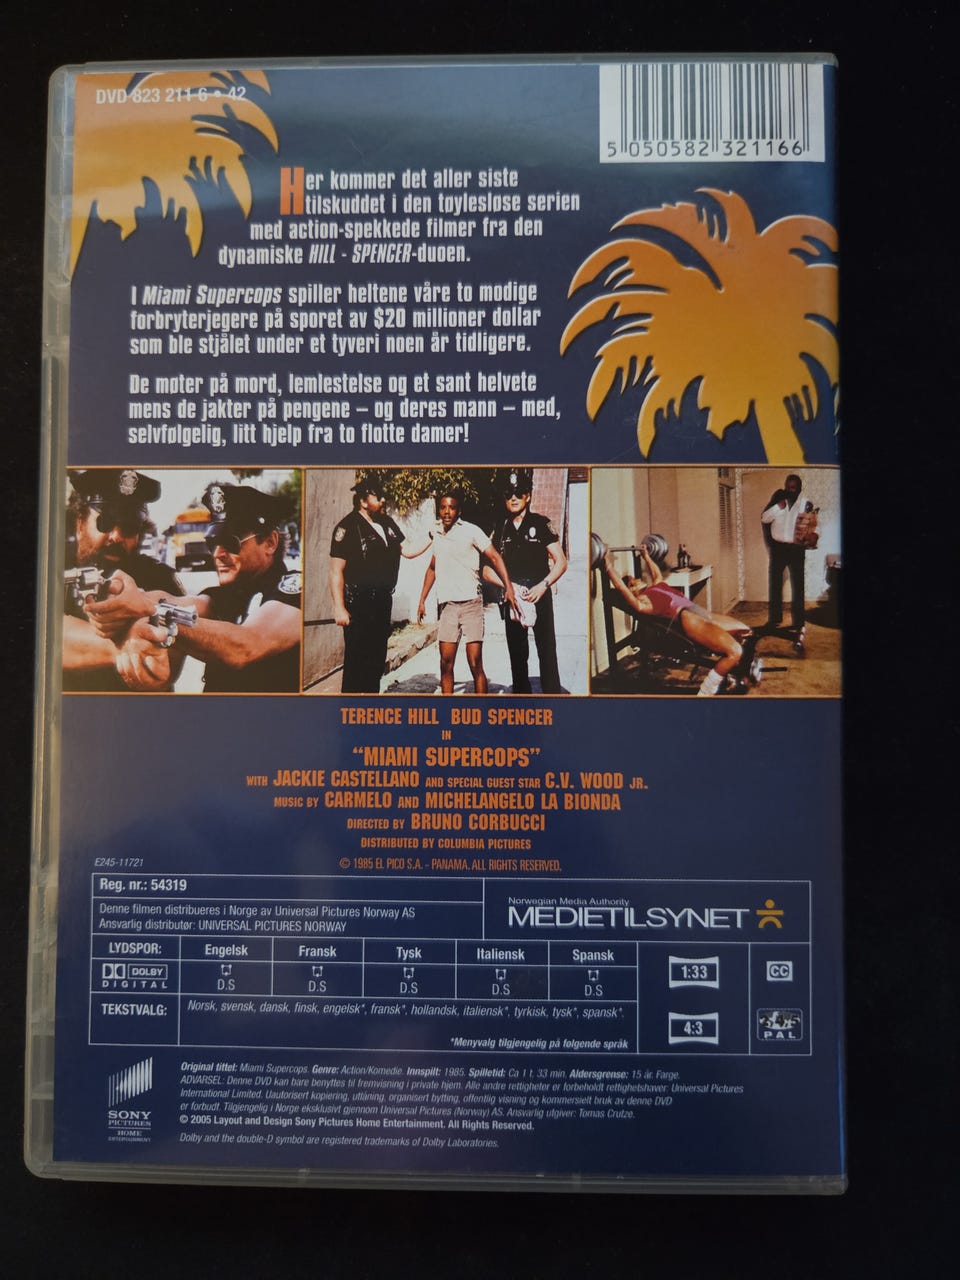 DVD 823 211 6 • 42
5 050582 321166
Her kommer det aller siste
tilskuddet i den tøylesløse serien
med action-spekkede filmer fra den
dynamiske HILL - SPENCER-duoen.
I Miami Supercops spiller heltene våre to modige
forbryterjegere på sporet av $20 millioner dollar
som ble stjålet under et tyveri noen år tidligere.
De møter på mord, lemlestelse og et sant helvete
mens de jakter på pengene – og deres mann – med,
selvfølgelig, litt hjelp fra to flotte damer!
TERENCE HILL BUD SPENCER
IN
"MIAMI SUPERCOPS"
WITH JACKIE CASTELLANO AND SPECIAL GUEST STAR C.V. WOOD JR.
MUSIC BY CARMELO AND MICHELANGELO LA BIONDA
DIRECTED BY BRUNO CORBUCCI
DISTRIBUTED BY COLUMBIA PICTURES
© 1985 EL PICO S.A. - PANAMA. ALL RIGHTS RESERVED.
E245-11721
Reg. nr.: 54319
Denne filmen distribueres i Norge av Universal Pictures Norway AS
Ansvarlig distributør: UNIVERSAL PICTURES NORWAY
Norwegian Media Authority
MEDIETILSYNET
LYDSPOR: Engelsk Fransk Tysk Italiensk Spansk
DOLBY
DIGITAL
D.S D.S D.S D.S D.S
1:33
CC
TEKSTVALG: Norsk, svensk, dansk, finsk, engelsk*, fransk*, hollandsk, italiensk*, tyrkisk, tysk*, spansk*.
4:3
PAL
*Menyvalg tilgjengelig på følgende språk
SONY
PICTURES
HOME
ENTERTAINMENT
Original tittel: Miami Supercops. Genre: Action/Komedie. Innspilt: 1985. Spilletid: Ca 1 t. 33 min. Aldersgrense: 15 år. Farge.
ADVARSEL: Denne DVD kan bare benyttes til fremvisning i private hjem. Alle andre rettigheter er forbeholdt rettighetshaver: Universal Pictures
International Limited. Uautorisert kopiering, utlåning, organisert bytting, offentlig visning og kommersielt bruk av denne DVD
er forbudt. Tilgjengelig i Norge eksklusivt gjennom Universal Pictures (Norway) AS. Ansvarlig utgiver: Tomas Crutze.
© 2005 Layout and Design Sony Pictures Home Entertainment. All Rights Reserved.
Dolby and the double-D symbol are registered trademarks of Dolby Laboratories.